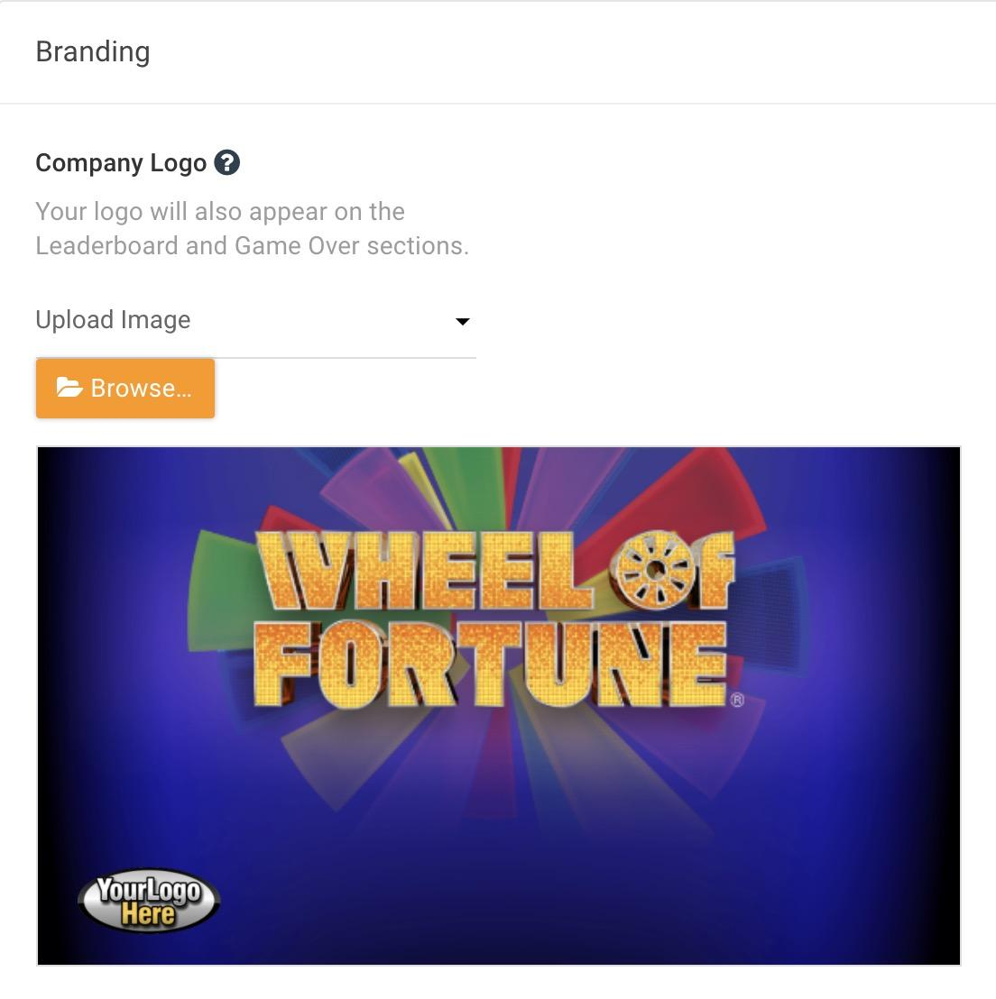 Branding
Company Logo ?
Your logo will also appear on the
Leaderboard and Game Over sections.
Upload Image
Browse...
WHEEL Of
FORTUNE®
YourLogo
Here